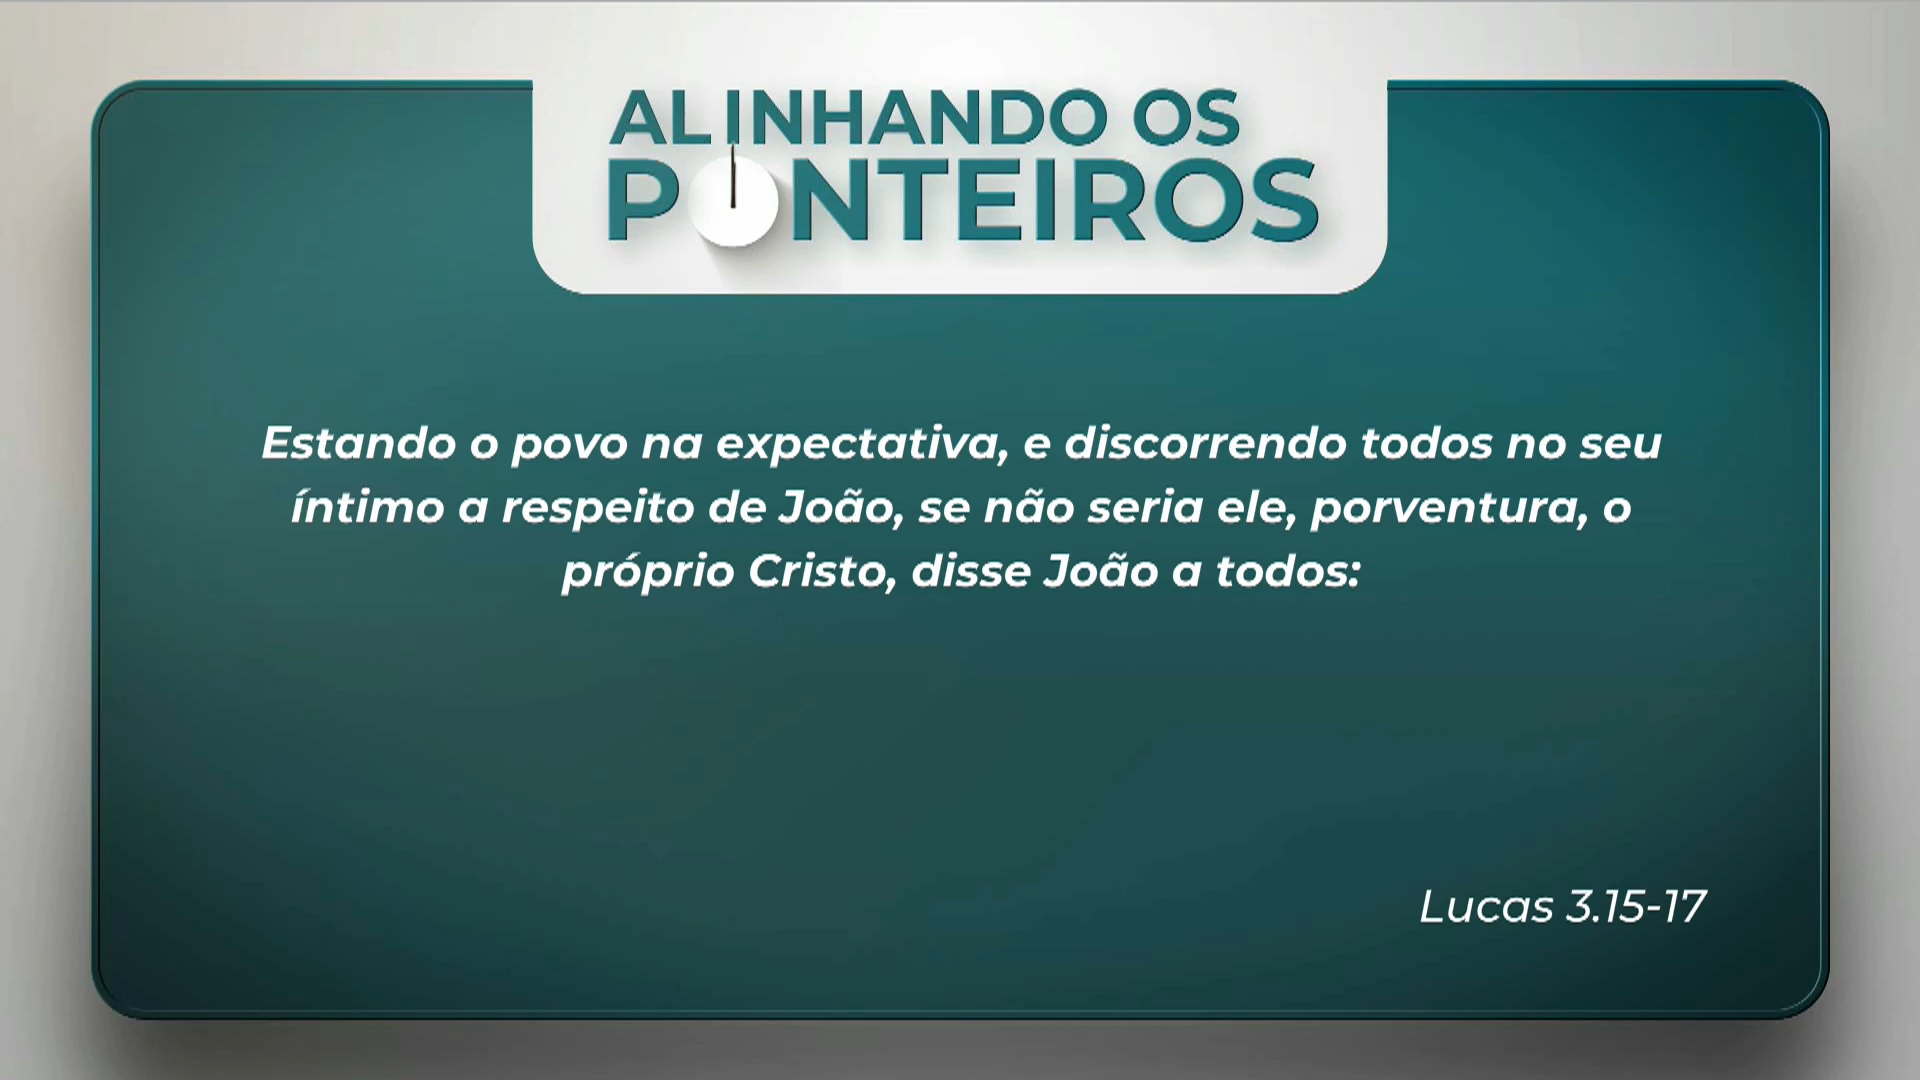 ALINHANDO OS
PONTEIROS
Estando o povo na expectativa, e discorrendo todos no seu
íntimo a respeito de João, se não seria ele, porventura, o
próprio Cristo, disse João a todos:
Lucas 3.15-17